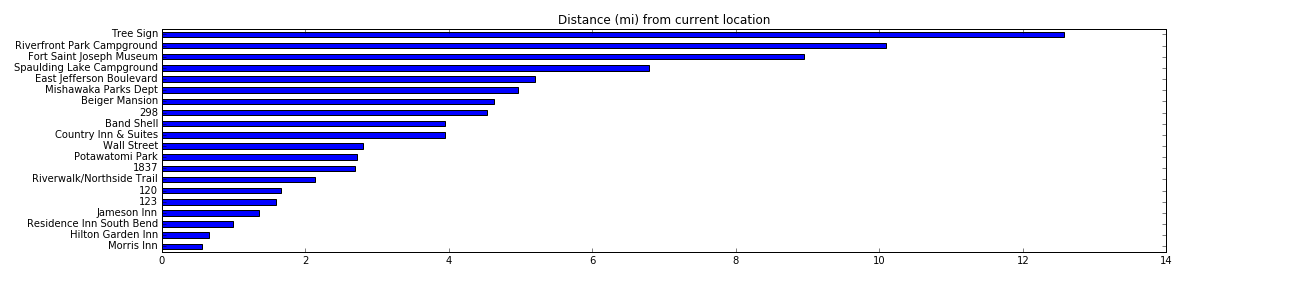 Distance (mi) from current location
Tree Sign
Riverfront Park Campground
Fort Saint Joseph Museum
Spaulding Lake Campground
East Jefferson Boulevard
Mishawaka Parks Dept
Beiger Mansion
298
Band Shell
Country Inn & Suites
Wall Street
Potawatomi Park
1837
Riverwalk/Northside Trail
120
123
Jameson Inn
Residence Inn South Bend
Hilton Garden Inn
Morris Inn
0 2 4 6 8 10 12 14